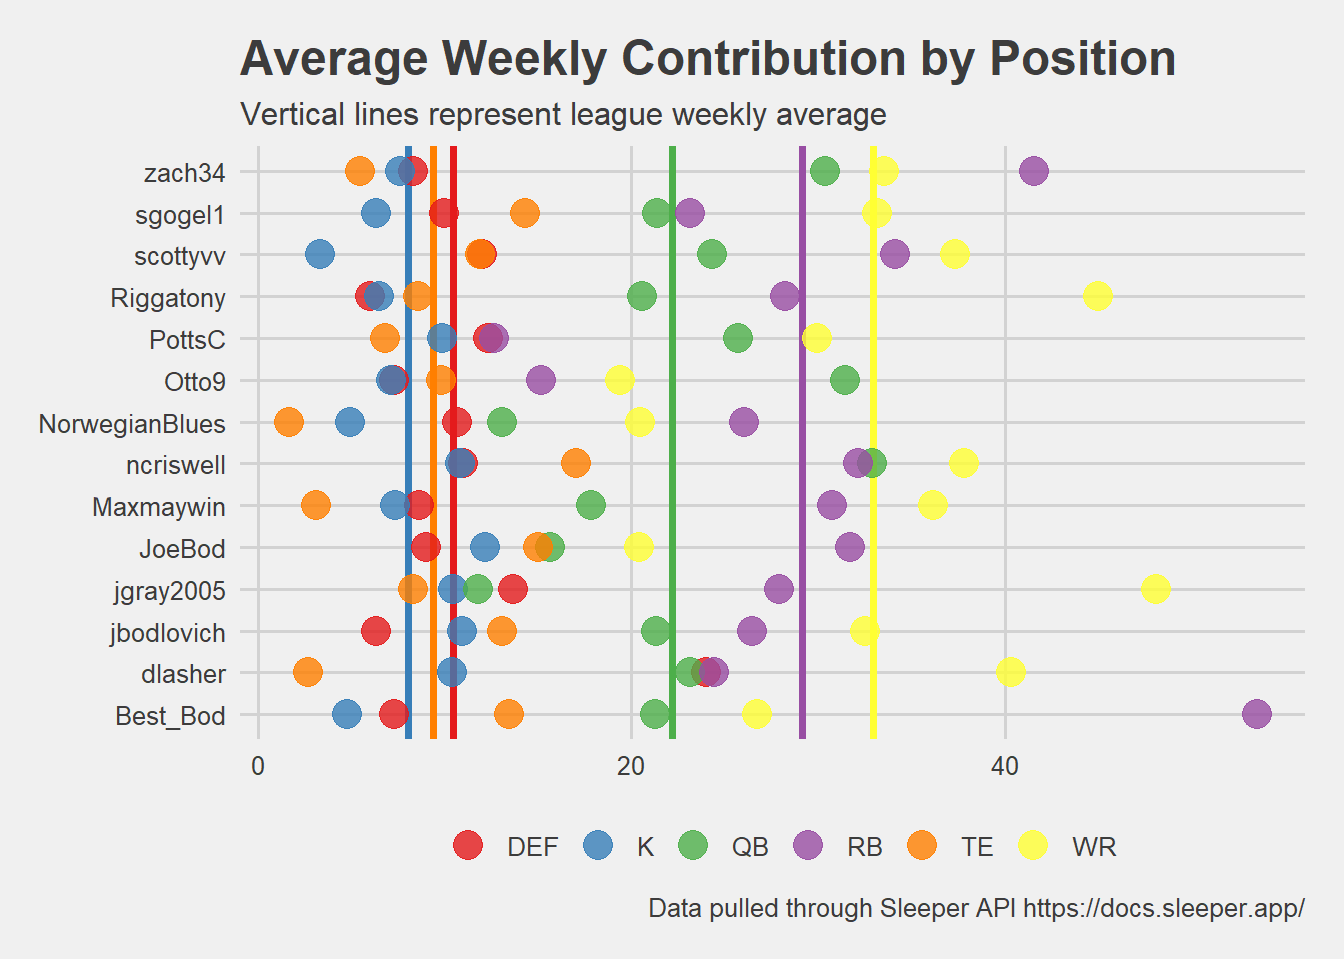 Average Weekly Contribution by Position
Vertical lines represent league weekly average
zach34
sgogel1
scottyvv
Riggatony
PottsC
Otto9
NorwegianBlues
ncriswell
Maxmaywin
JoeBod
jgray2005
jbodlovich
dlasher
Best_Bod
0 20 40
DEF K QB RB TE WR
Data pulled through Sleeper API https://docs.sleeper.app/